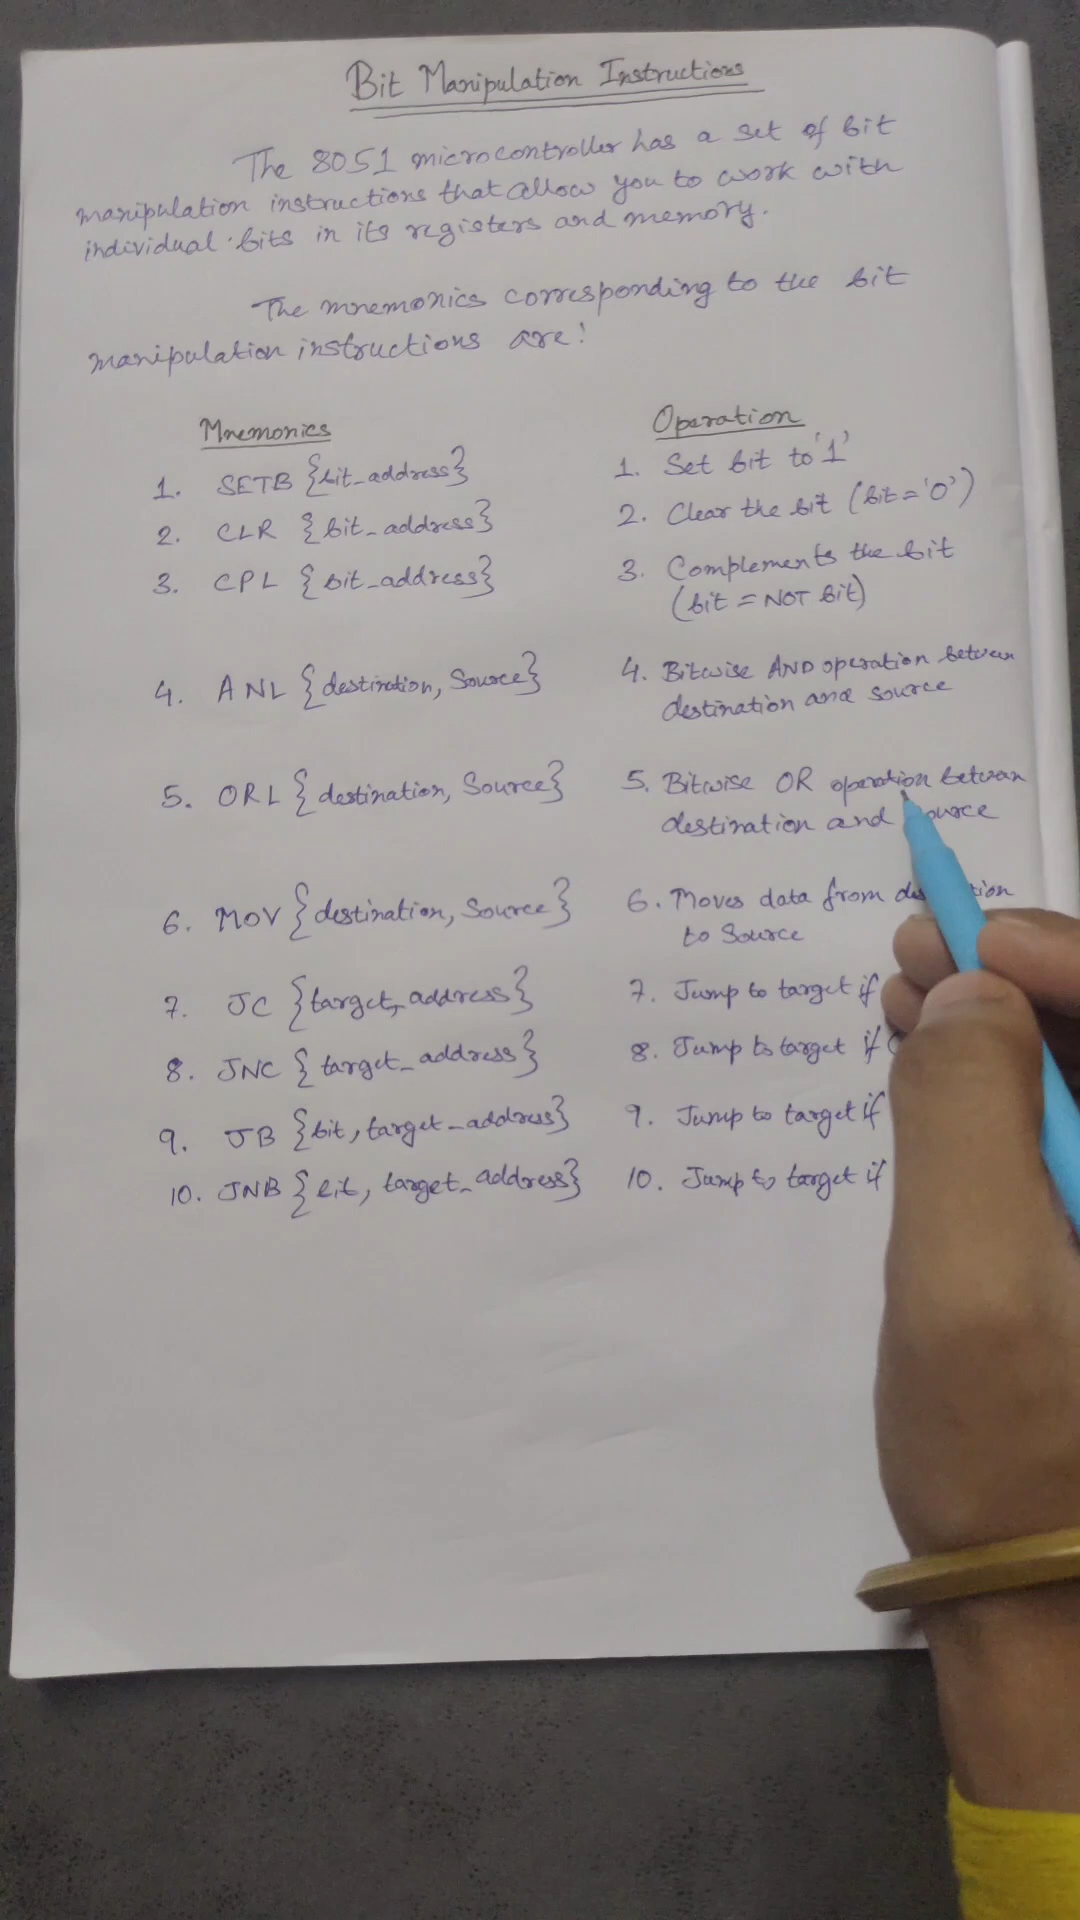 Bit Manipulation Instructions
The 8051 microcontroller has a set of bit
manipulation instructions that allow you to work with
individual bits in its registers and memory.
The mnemonics corresponding to the bit
manipulation instructions are:
Mnemonics
Operation
1. SETB {bit_address}
1. Set bit to '1'
2. CLR {bit_address}
2. Clear the bit (bit='0')
3. CPL {bit_address}
3. Complements the bit
(bit = NOT bit)
4. ANL {destination, Source}
4. Bitwise AND operation between
destination and source
5. ORL {destination, Source}
5. Bitwise OR operation between
destination and source
6. MOV {destination, Source}
6. Moves data from
to Source
7. JC {target_address}
7. Jump to target if
8. JNC {target_address}
8. Jump to target if
9. JB {bit, target_address}
9. Jump to target if
10. JNB {bit, target_address}
10. Jump to target if